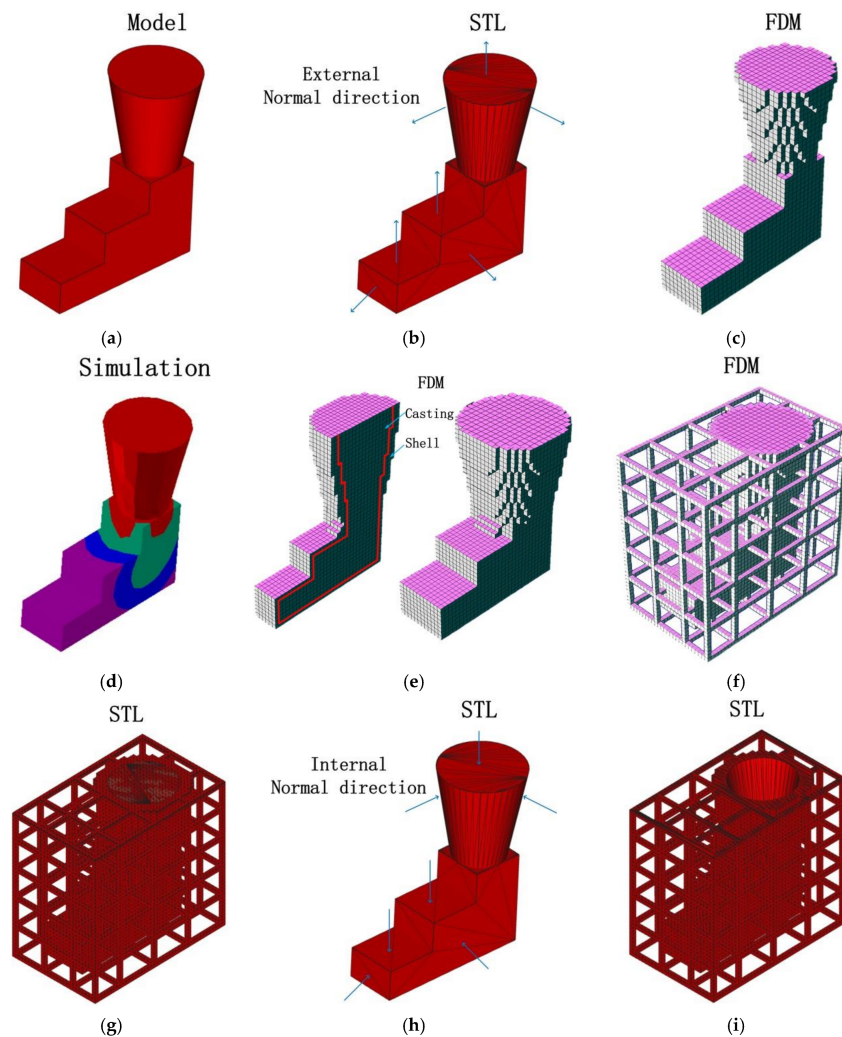 Model
STL
FDM
External
Normal direction
(a)
(b)
(c)
Simulation
FDM
Casting
Shell
FDM
(d)
(e)
(f)
STL
STL
STL
Internal
Normal direction
(g)
(h)
(i)